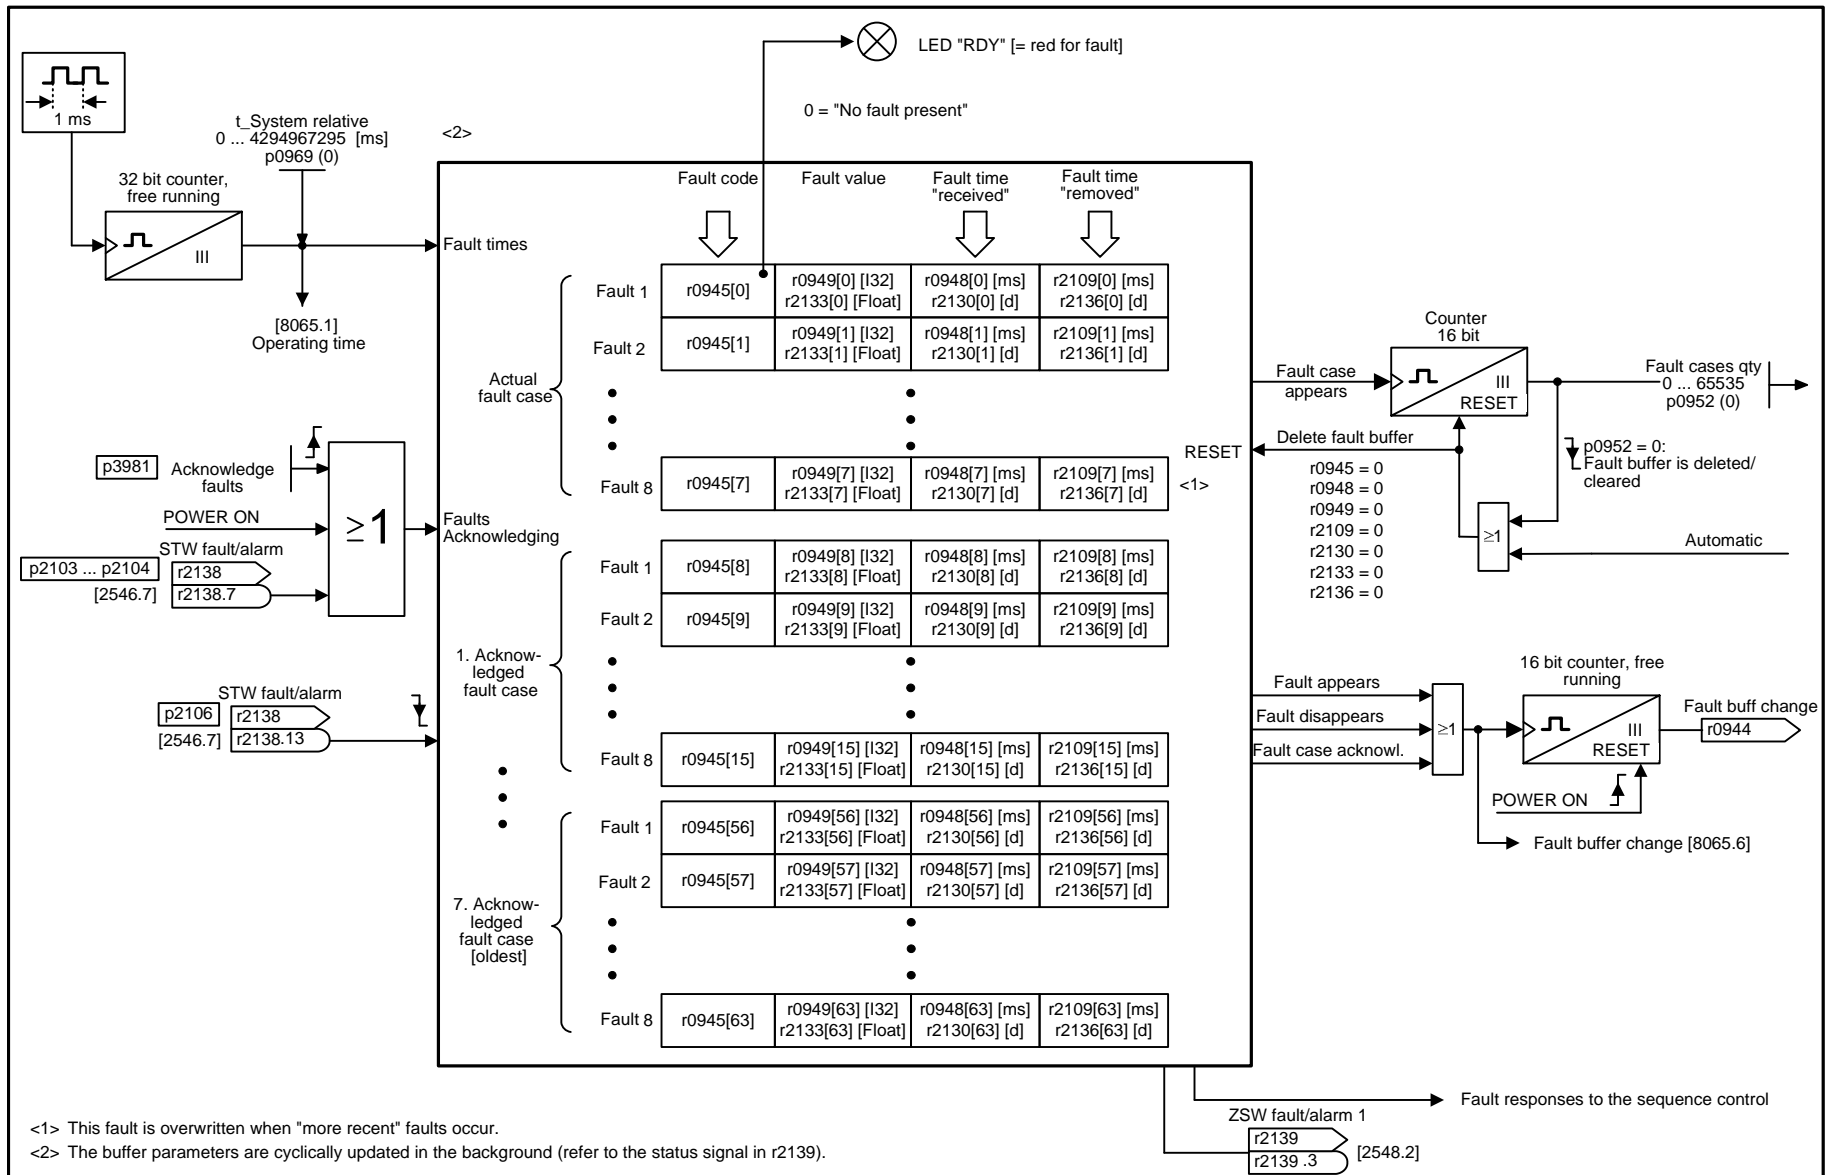 LED "RDY" [= red for fault]
0 = "No fault present"
1 ms
t_System relative
0 ... 4294967295 [ms]
p0969 (0)
<2>
32 bit counter,
free running
III
Fault times
[8065.1]
Operating time
Fault code
Fault value
Fault time
"received"
Fault time
"removed"
Actual
fault case
Fault 1
r0945[0]
r0949[0] [I32]
r2133[0] [Float]
r0948[0] [ms]
r2130[0] [d]
r2109[0] [ms]
r2136[0] [d]
Fault 2
r0945[1]
r0949[1] [I32]
r2133[1] [Float]
r0948[1] [ms]
r2130[1] [d]
r2109[1] [ms]
r2136[1] [d]
Fault 8
r0945[7]
r0949[7] [I32]
r2133[7] [Float]
r0948[7] [ms]
r2130[7] [d]
r2109[7] [ms]
r2136[7] [d]
RESET
<1>
p3981
Acknowledge
faults
POWER ON
STW fault/alarm
p2103 ... p2104
r2138
[2546.7]
r2138.7
≥1
Faults
Acknowledging
1. Acknow-
ledged
fault case
Fault 1
r0945[8]
r0949[8] [I32]
r2133[8] [Float]
r0948[8] [ms]
r2130[8] [d]
r2109[8] [ms]
r2136[8] [d]
Fault 2
r0945[9]
r0949[9] [I32]
r2133[9] [Float]
r0948[9] [ms]
r2130[9] [d]
r2109[9] [ms]
r2136[9] [d]
Fault 8
r0945[15]
r0949[15] [I32]
r2133[15] [Float]
r0948[15] [ms]
r2130[15] [d]
r2109[15] [ms]
r2136[15] [d]
STW fault/alarm
p2106
r2138
[2546.7]
r2138.13
7. Acknow-
ledged
fault case
[oldest]
Fault 1
r0945[56]
r0949[56] [I32]
r2133[56] [Float]
r0948[56] [ms]
r2130[56] [d]
r2109[56] [ms]
r2136[56] [d]
Fault 2
r0945[57]
r0949[57] [I32]
r2133[57] [Float]
r0948[57] [ms]
r2130[57] [d]
r2109[57] [ms]
r2136[57] [d]
Fault 8
r0945[63]
r0949[63] [I32]
r2133[63] [Float]
r0948[63] [ms]
r2130[63] [d]
r2109[63] [ms]
r2136[63] [d]
Counter
16 bit
Fault case
appears
III
RESET
Fault cases qty
0 ... 65535
p0952 (0)
Delete fault buffer
r0945 = 0
r0948 = 0
r0949 = 0
r2109 = 0
r2130 = 0
r2133 = 0
r2136 = 0
p0952 = 0:
Fault buffer is deleted/
cleared
≥1
Automatic
Fault appears
Fault disappears
Fault case acknowl.
≥1
16 bit counter, free
running
III
RESET
Fault buff change
r0944
POWER ON
Fault buffer change [8065.6]
Fault responses to the sequence control
ZSW fault/alarm 1
r2139
r2139 .3
[2548.2]
<1> This fault is overwritten when "more recent" faults occur.
<2> The buffer parameters are cyclically updated in the background (refer to the status signal in r2139).